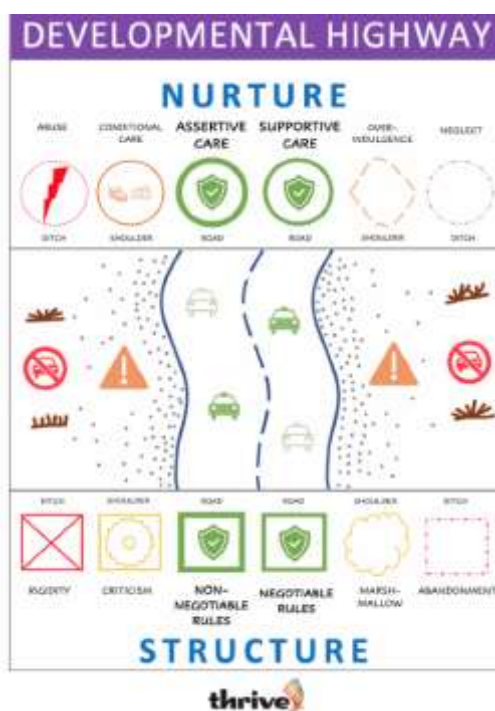 DEVELOPMENTAL HIGHWAY
NURTURE
ABUSE
CONDITIONAL
CARE
ASSERTIVE
CARE
SUPPORTIVE
CARE
OVER-
INDULGENCE
NEGLECT
DITCH
SHOULDER
ROAD
ROAD
SHOULDER
DITCH
DITCH
SHOULDER
ROAD
ROAD
SHOULDER
DITCH
RIGIDITY
CRITICISM
NON-
NEGOTIABLE
RULES
NEGOTIABLE
RULES
MARSH-
MALLOW
ABANDONMENT
STRUCTURE
thrive